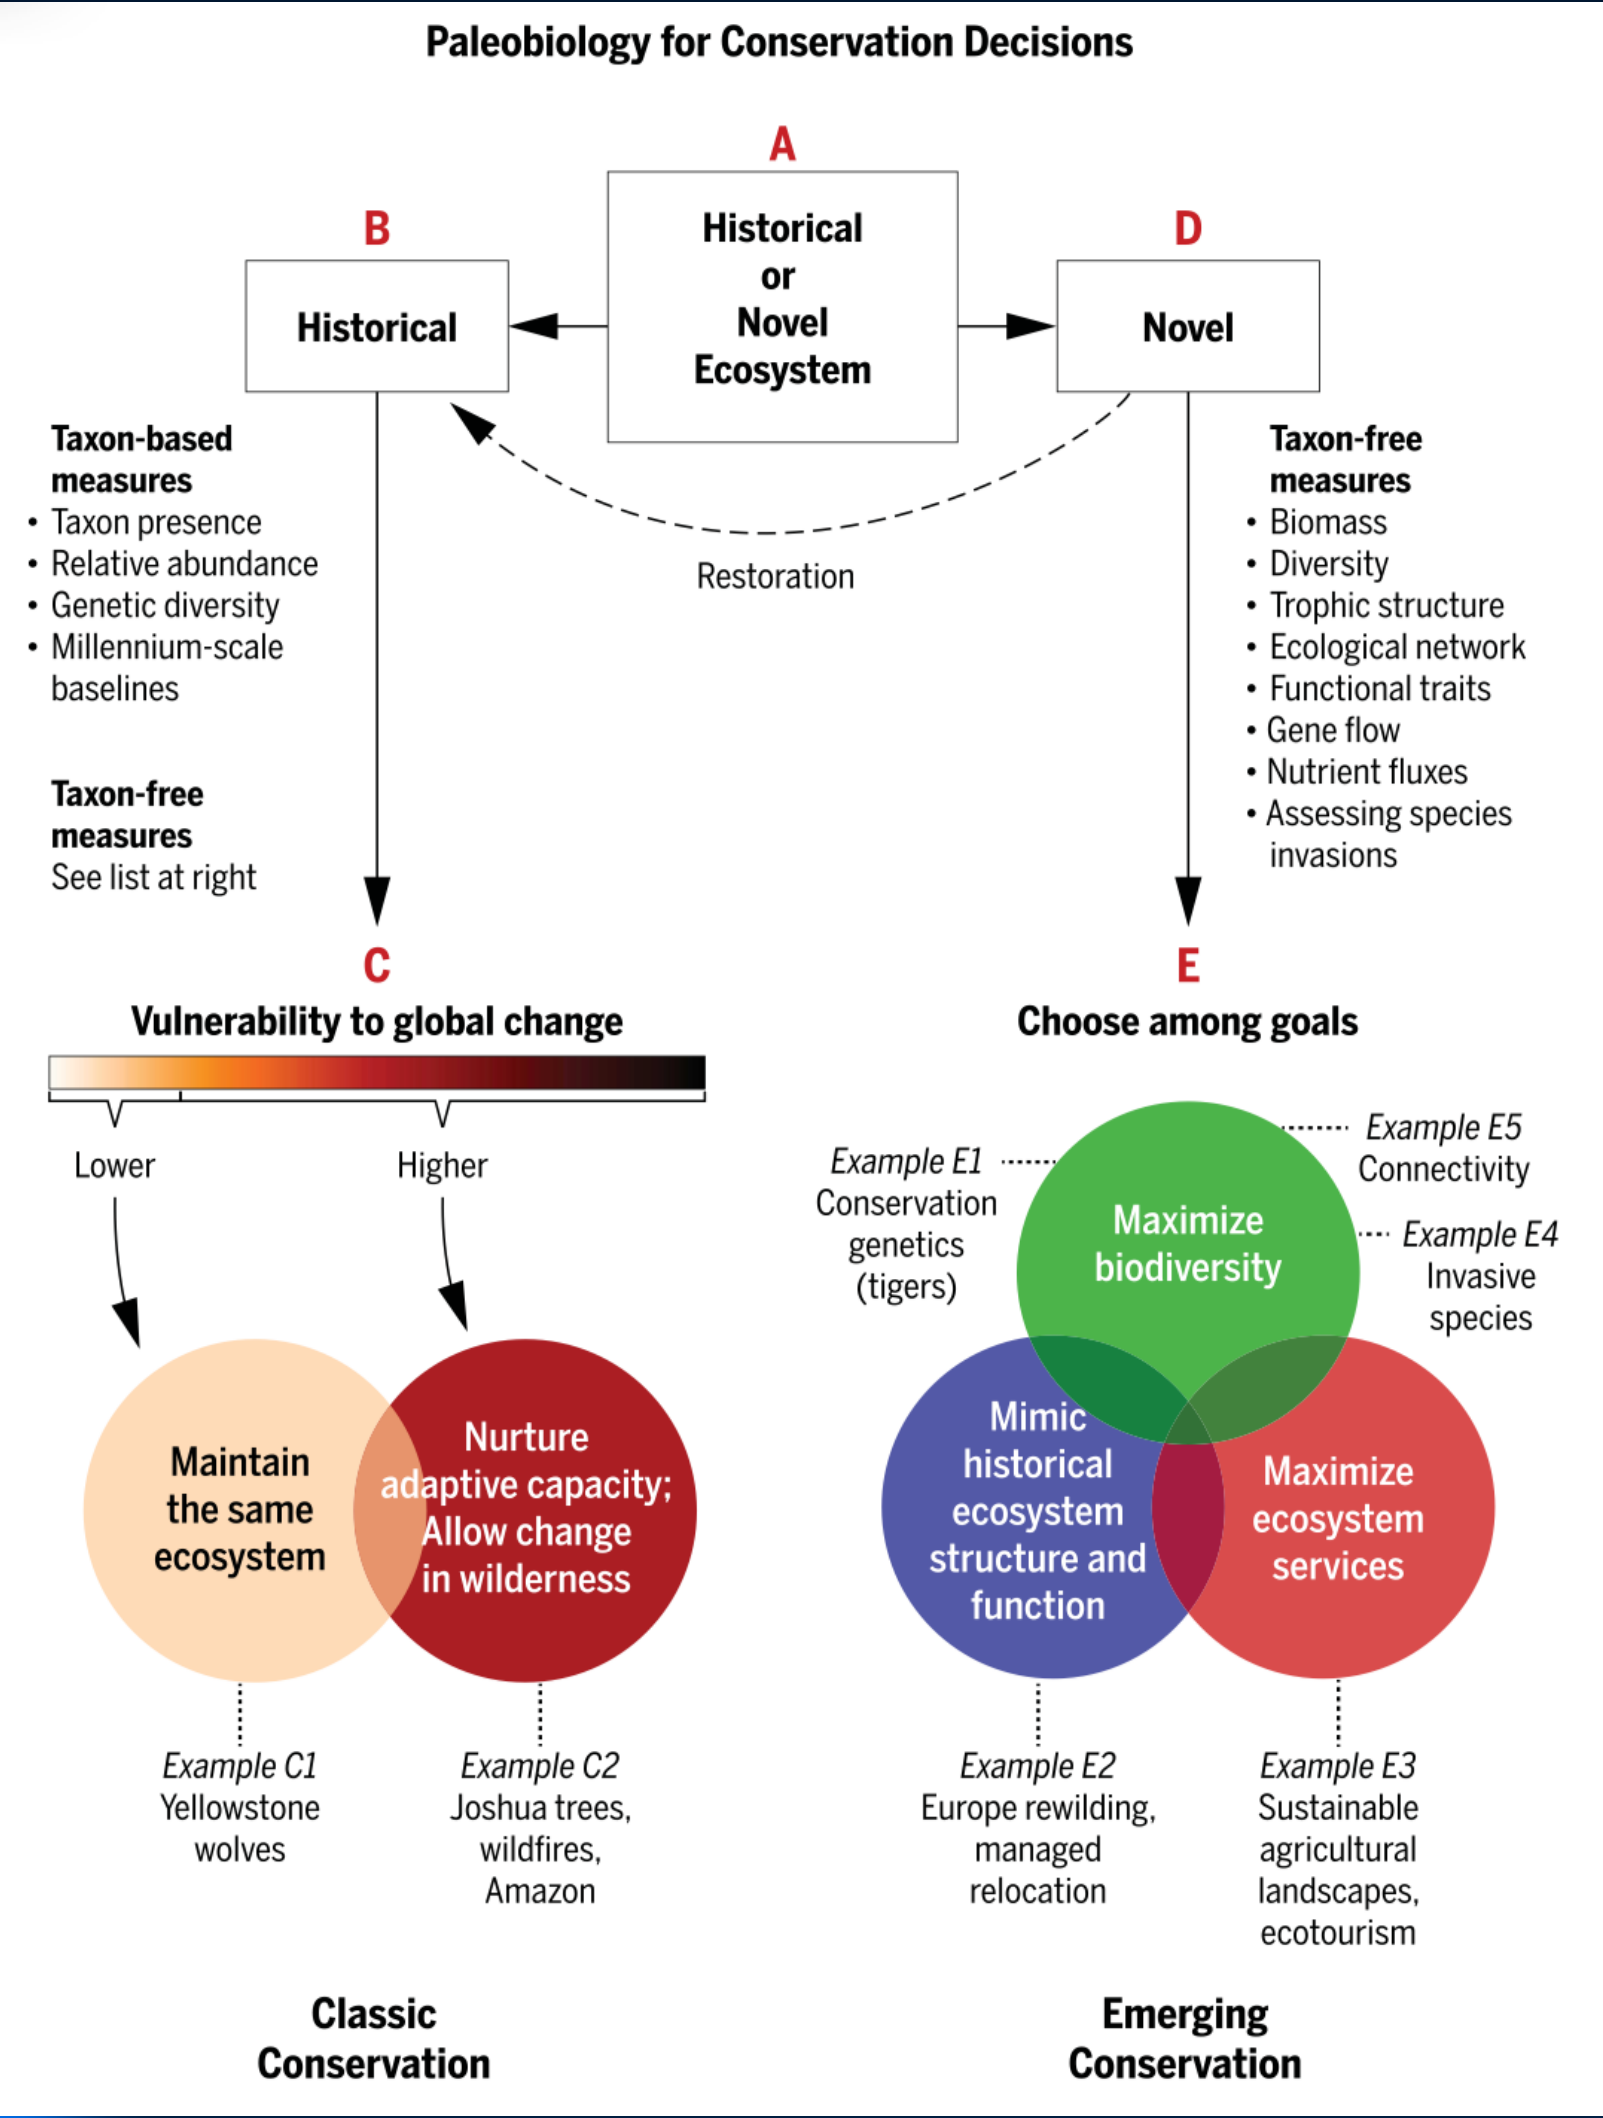 Paleobiology for Conservation Decisions
A
Historical
or
Novel
Ecosystem
B
Historical
D
Novel
Restoration
Taxon-based
measures
• Taxon presence
• Relative abundance
• Genetic diversity
• Millennium-scale
baselines
Taxon-free
measures
See list at right
Taxon-free
measures
• Biomass
• Diversity
• Trophic structure
• Ecological network
• Functional traits
• Gene flow
• Nutrient fluxes
• Assessing species
invasions
C
Vulnerability to global change
Lower
Higher
Maintain
the same
ecosystem
Nurture
adaptive capacity;
Allow change
in wilderness
Example C1
Yellowstone
wolves
Example C2
Joshua trees,
wildfires,
Amazon
Classic
Conservation
E
Choose among goals
Example E1
Conservation
genetics
(tigers)
Maximize
biodiversity
Example E5
Connectivity
Example E4
Invasive
species
Mimic
historical
ecosystem
structure and
function
Maximize
ecosystem
services
Example E2
Europe rewilding,
managed
relocation
Example E3
Sustainable
agricultural
landscapes,
ecotourism
Emerging
Conservation